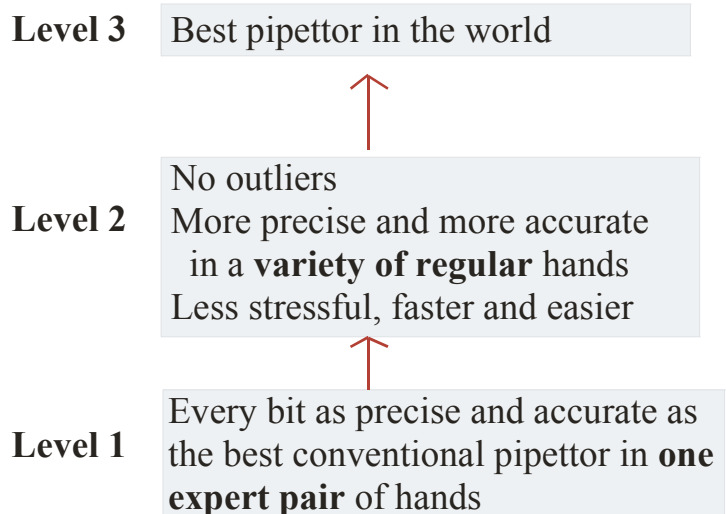 Level 3
Best pipettor in the world
No outliers
Level 2
More precise and more accurate
in a variety of regular hands
Less stressful, faster and easier
Level 1
Every bit as precise and accurate as
the best conventional pipettor in one
expert pair of hands